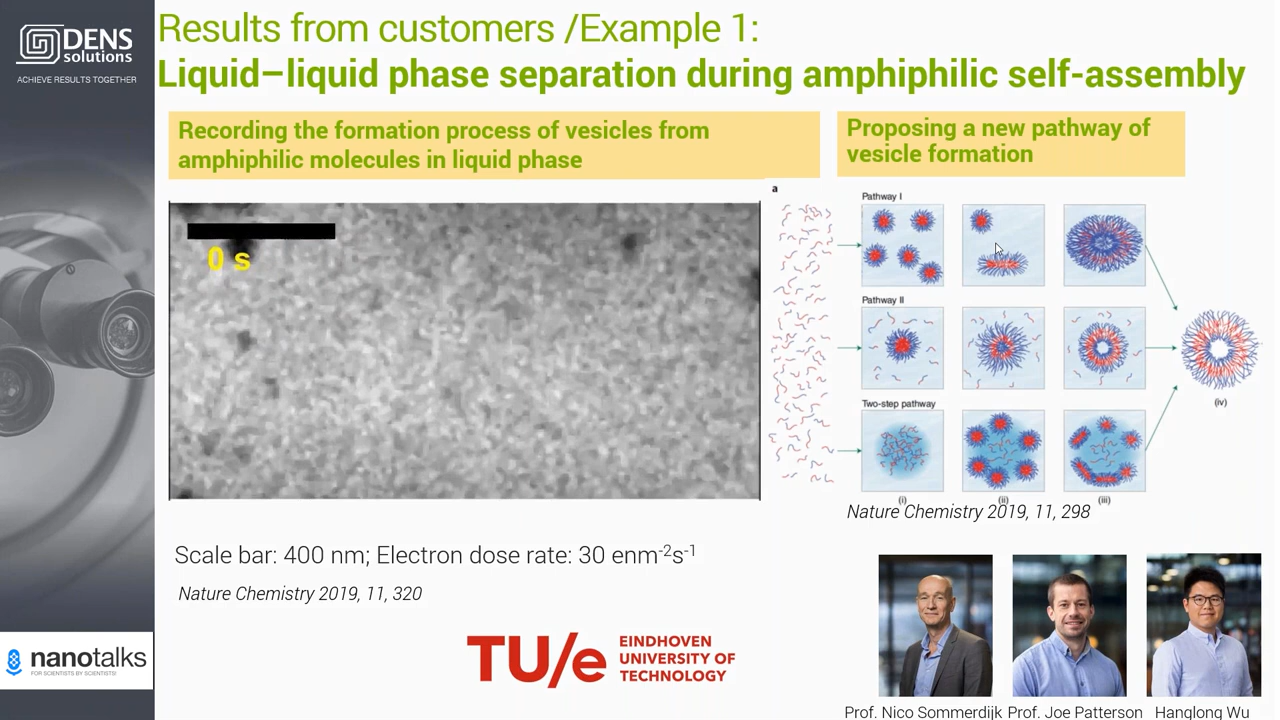 DENS
solutions
ACHIEVE RESULTS TOGETHER
Results from customers /Example 1:
Liquid–liquid phase separation during amphiphilic self-assembly
Recording the formation process of vesicles from
amphiphilic molecules in liquid phase
Proposing a new pathway of
vesicle formation
0 s
a
Pathway I
Pathway II
Two-step pathway
(i)
(ii)
(iii)
(iv)
Nature Chemistry 2019, 11, 298
Scale bar: 400 nm; Electron dose rate: 30 enm⁻²s⁻¹
Nature Chemistry 2019, 11, 320
TU/e
EINDHOVEN
UNIVERSITY OF
TECHNOLOGY
nanotalks
FOR SCIENTISTS BY SCIENTISTS!
Prof. Nico Sommerdijk
Prof. Joe Patterson
Hanglong Wu